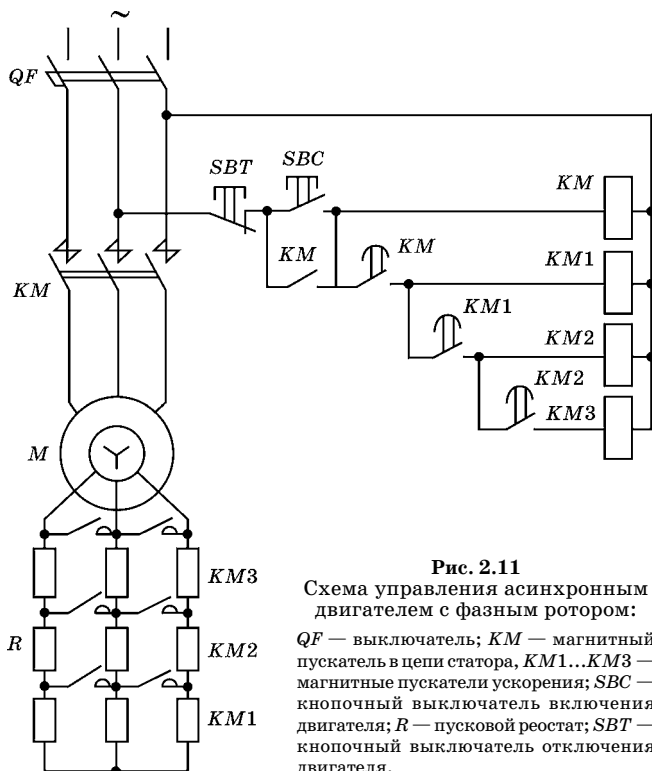 ~
QF
SBT
SBC
KM
KM
KM
KM1
KM
KM1
KM2
KM2
KM3
M
KM3
R
KM2
KM1
Рис. 2.11
Схема управления асинхронным
двигателем с фазным ротором:
QF — выключатель; KM — магнитный
пускатель в цепи статора, KM1...KM3 —
магнитные пускатели ускорения; SBC —
кнопочный выключатель включения
двигателя; R — пусковой реостат; SBT —
кнопочный выключатель отключения
двигателя.